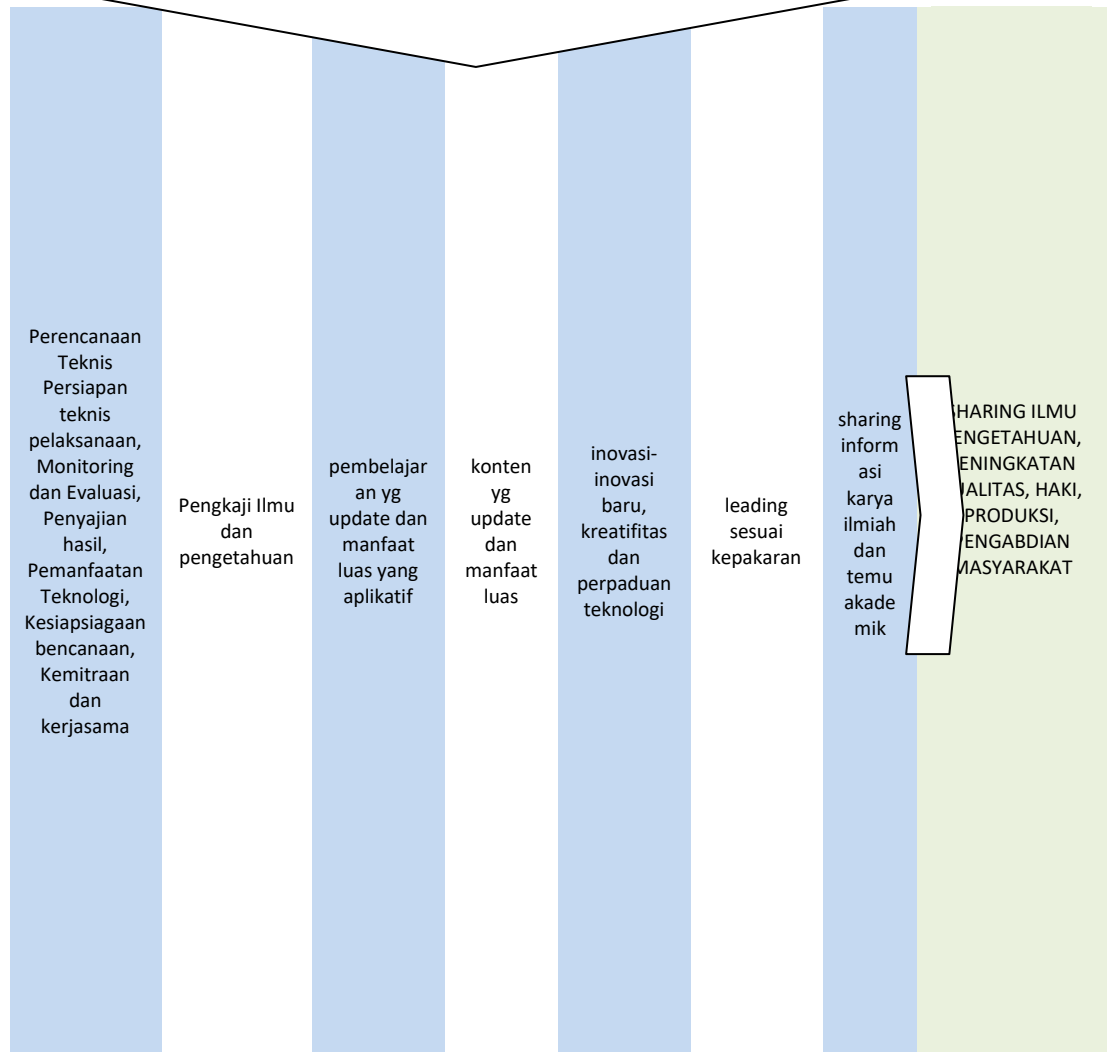 Perencanaan
Teknis
Persiapan
teknis
pelaksanaan,
Monitoring
dan Evaluasi,
Penyajian
hasil,
Pemanfaatan
Teknologi,
Kesiapsiagaan
bencanaan,
Kemitraan
dan
kerjasama
Pengkaji Ilmu
dan
pengetahuan
pembelajar
an yg
update dan
manfaat
luas yang
aplikatif
konten
yg
update
dan
manfaat
luas
inovasi-
inovasi
baru,
kreatifitas
dan
perpaduan
teknologi
leading
sesuai
kepakaran
sharing
inform
asi
karya
ilmiah
dan
temu
akade
mik
HARING ILMU
ENGETAHUAN,
ENINGKATAN
ALITAS, HAKI,
PRODUKSI,
ENGABDIAN
MASYARAKAT